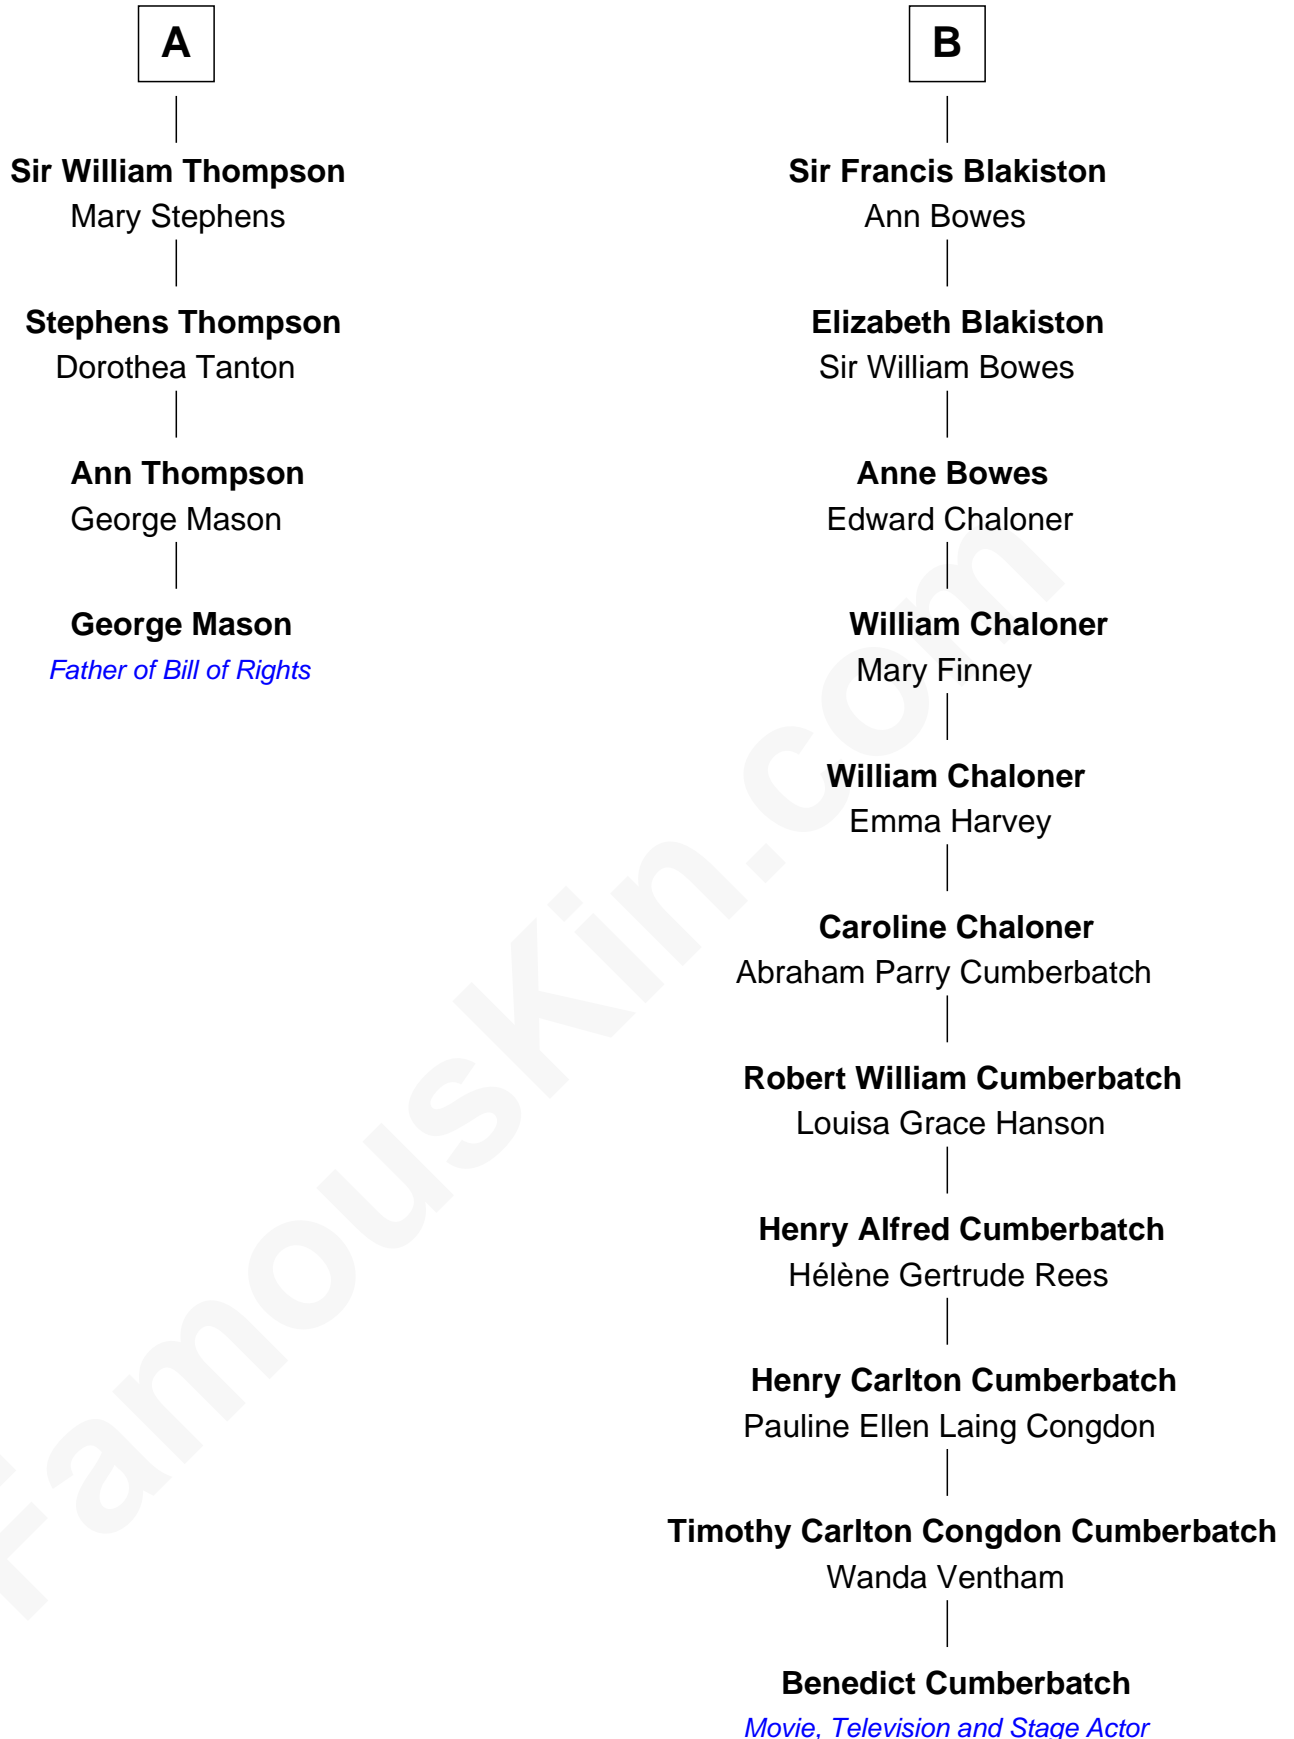 A
Sir William Thompson
Mary Stephens
Stephens Thompson
Dorothea Tanton
Ann Thompson
George Mason
George Mason
Father of Bill of Rights
B
Sir Francis Blakiston
Ann Bowes
Elizabeth Blakiston
Sir William Bowes
Anne Bowes
Edward Chaloner
William Chaloner
Mary Finney
William Chaloner
Emma Harvey
Caroline Chaloner
Abraham Parry Cumberbatch
Robert William Cumberbatch
Louisa Grace Hanson
Henry Alfred Cumberbatch
Hélène Gertrude Rees
Henry Carlton Cumberbatch
Pauline Ellen Laing Congdon
Timothy Carlton Congdon Cumberbatch
Wanda Ventham
Benedict Cumberbatch
Movie, Television and Stage Actor
FamousKin.com